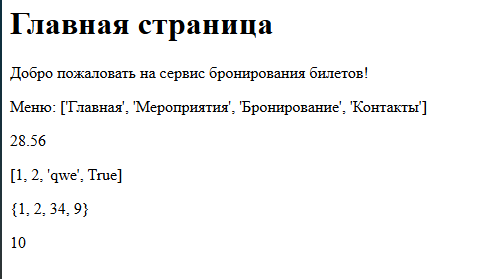 Главная страница
Добро пожаловать на сервис бронирования билетов!
Меню: ['Главная', 'Мероприятия', 'Бронирование', 'Контакты']
28.56
[1, 2, 'qwe', True]
{1, 2, 34, 9}
10